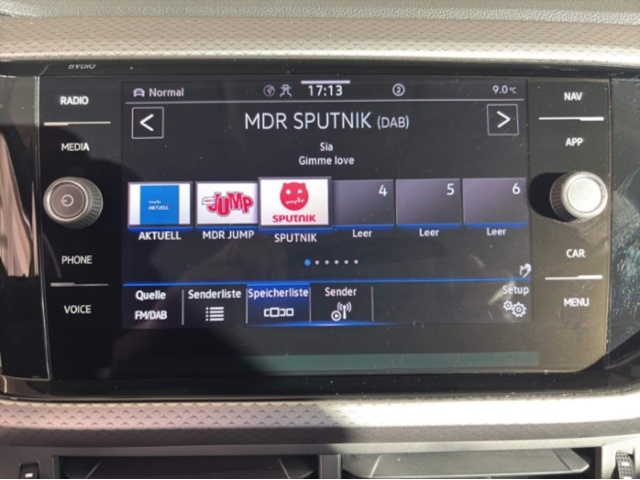 RADIO
MEDIA
PHONE
VOICE
Normal
17:13
2
9.0°C
MDR SPUTNIK (DAB)
Sia
Gimme love
AKTUELL
JUMP
SPUTNIK
4
5
6
AKTUELL
MDR JUMP
SPUTNIK
Leer
Leer
Leer
Quelle
FM/DAB
Senderliste
Speicherliste
Sender
Setup
NAV
APP
CAR
MENU